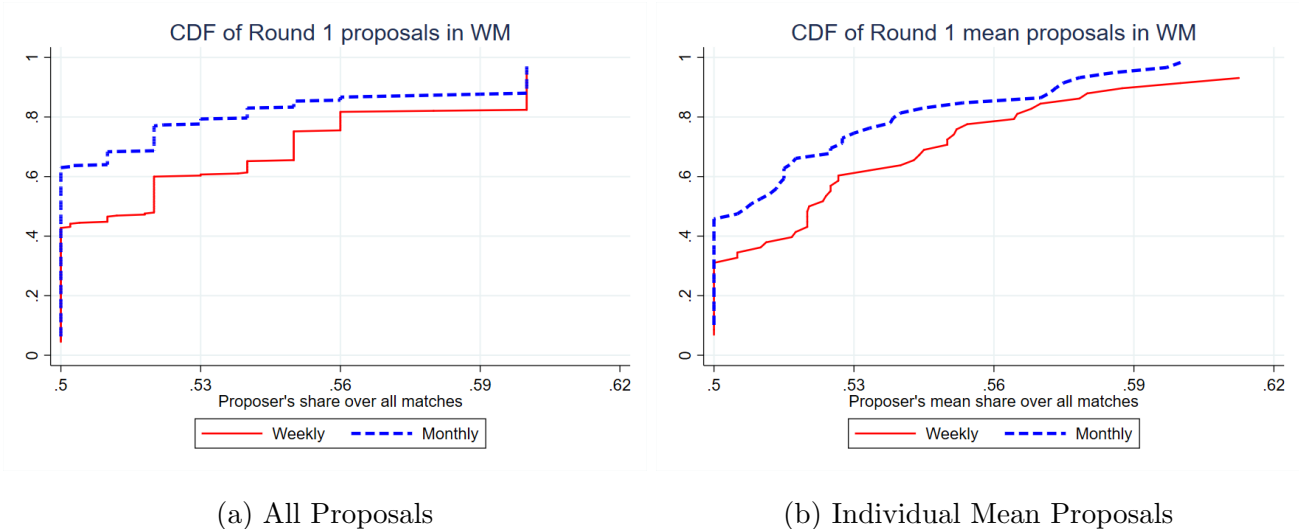 CDF of Round 1 proposals in WM
1
.8
.6
.4
.2
0
.5 .53 .56 .59 .62
Proposer's share over all matches
Weekly Monthly
(a) All Proposals
CDF of Round 1 mean proposals in WM
1
.8
.6
.4
.2
0
.5 .53 .56 .59 .62
Proposer's mean share over all matches
Weekly Monthly
(b) Individual Mean Proposals